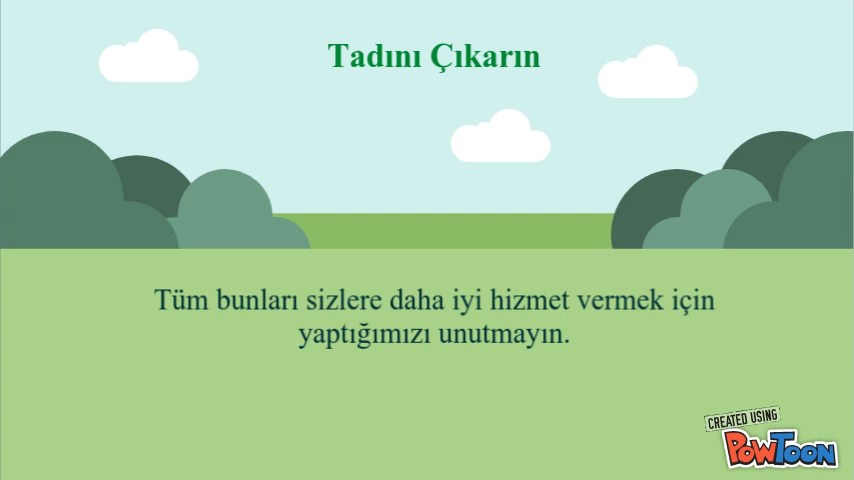 Tadını Çıkarın
Tüm bunları sizlere daha iyi hizmet vermek için
yaptığımızı unutmayın.
CREATED USING
POWTOON